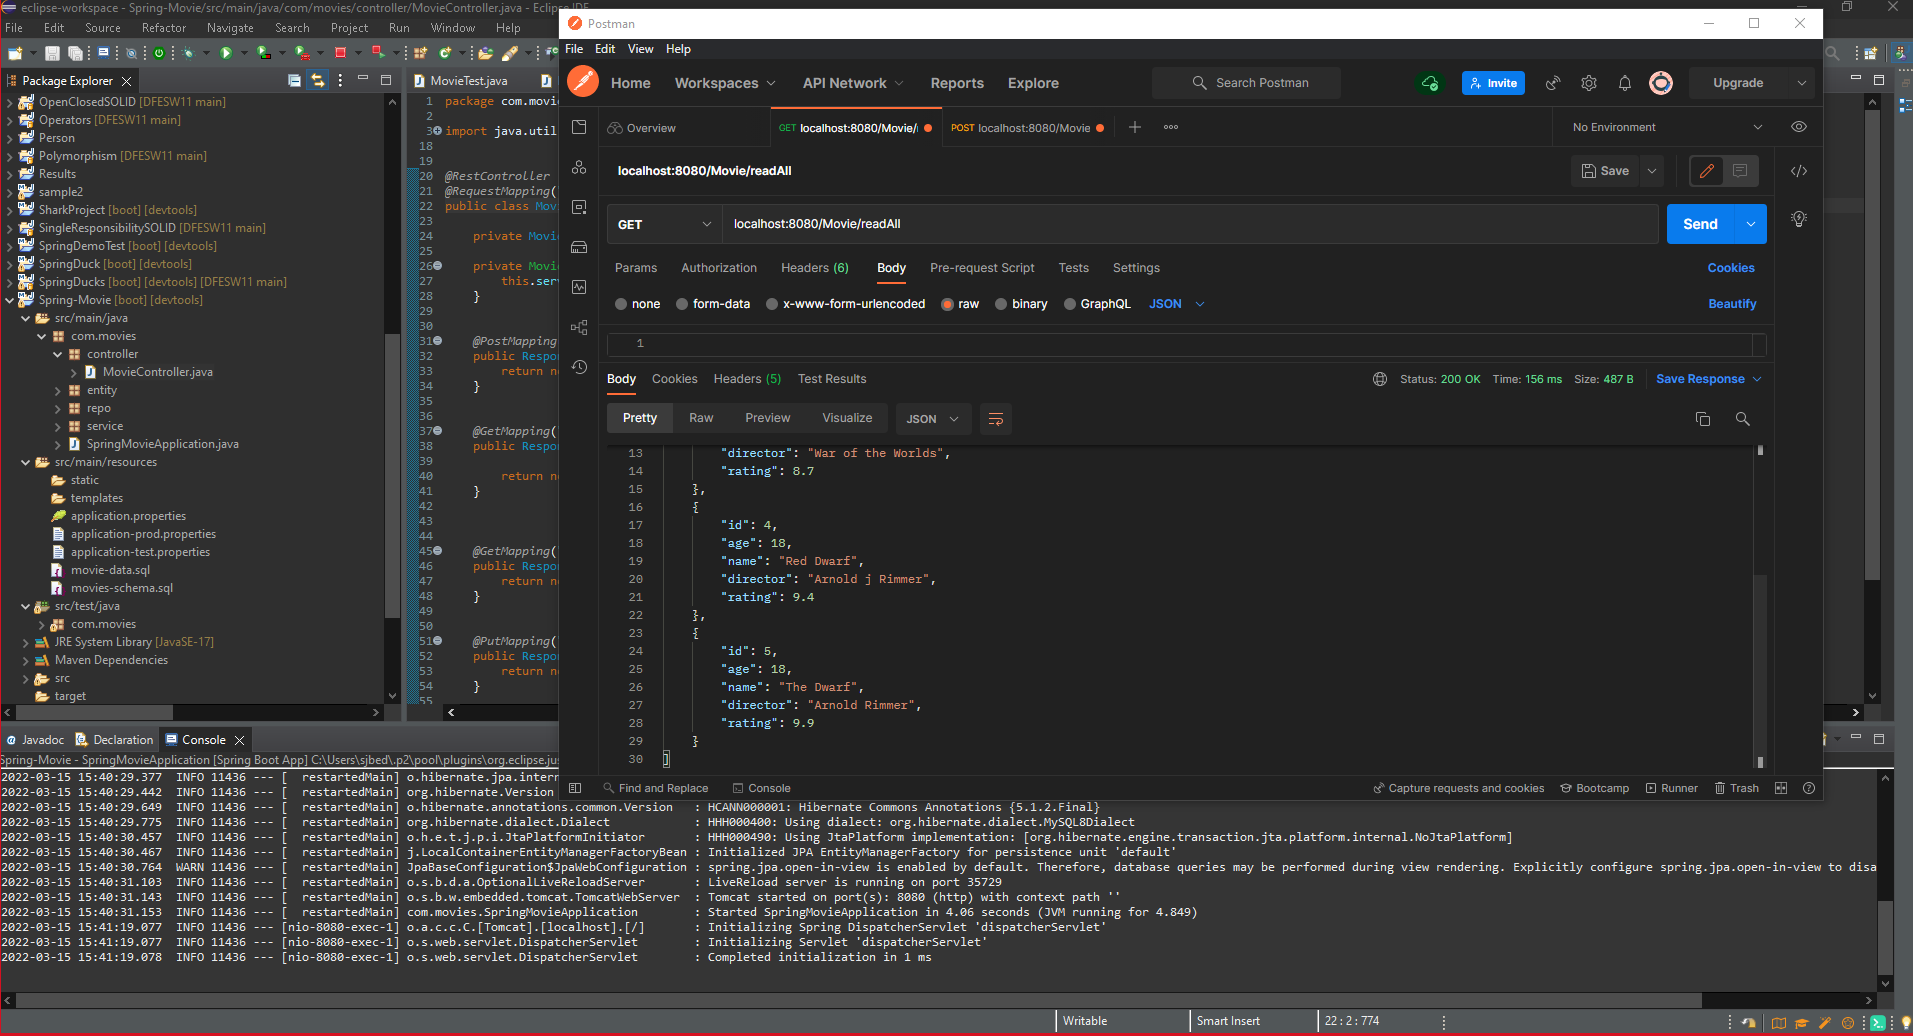 eclipse-workspace - Spring-Movie/src/main/java/com/movies/controller/MovieController.java - Eclipse IDE
File Edit Source Refactor Navigate Search Project Run Window Help
Package Explorer
OpenClosedSOLID [DFESW11 main]
Operators [DFESW11 main]
Person
Polymorphism [DFESW11 main]
Results
sample2
SharkProject [boot] [devtools]
SingleResponsibilitySOLID [DFESW11 main]
SpringDemoTest [boot] [devtools]
SpringDuck [boot] [devtools]
SpringDucks [boot] [devtools] [DFESW11 main]
Spring-Movie [boot] [devtools]
src/main/java
com.movies
controller
MovieController.java
entity
repo
service
SpringMovieApplication.java
src/main/resources
static
templates
application.properties
application-prod.properties
application-test.properties
movie-data.sql
movies-schema.sql
src/test/java
com.movies
JRE System Library [JavaSE-17]
Maven Dependencies
src
target
MovieTest.java
1 package com.movi
2
3 import java.util
18
19
20 @RestController
21 @RequestMapping(
22 public class Mov
23
24 private Movi
25
26 private Movi
27 this.ser
28 }
29
30
31 @PostMapping
32 public Respo
33 return n
34 }
35
36
37 @GetMapping(
38 public Respo
39
40 return n
41 }
42
43
44
45 @GetMapping(
46 public Respo
47 return n
48 }
49
50
51 @PutMapping(
52 public Respo
53 return n
54 }
55
Postman
File Edit View Help
Home Workspaces API Network Reports Explore Search Postman Invite Upgrade
Overview GET localhost:8080/Movie/ POST localhost:8080/Movie No Environment
localhost:8080/Movie/readAll Save
GET localhost:8080/Movie/readAll Send
Params Authorization Headers (6) Body Pre-request Script Tests Settings Cookies
none form-data x-www-form-urlencoded raw binary GraphQL JSON Beautify
1
Body Cookies Headers (5) Test Results Status: 200 OK Time: 156 ms Size: 487 B Save Response
Pretty Raw Preview Visualize JSON
13 "director": "War of the Worlds",
14 "rating": 8.7
15 },
16 {
17 "id": 4,
18 "age": 18,
19 "name": "Red Dwarf",
20 "director": "Arnold j Rimmer",
21 "rating": 9.4
22 },
23 {
24 "id": 5,
25 "age": 18,
26 "name": "The Dwarf",
27 "director": "Arnold Rimmer",
28 "rating": 9.9
29 }
30 ]
Find and Replace Console Capture requests and cookies Bootcamp Runner Trash
Javadoc Declaration Console
Spring-Movie - SpringMovieApplication [Spring Boot App] C:\Users\sjbed\.p2\pool\plugins\org.eclipse.jus
2022-03-15 15:40:29.377 INFO 11436 --- [ restartedMain] o.hibernate.jpa.intern
2022-03-15 15:40:29.442 INFO 11436 --- [ restartedMain] org.hibernate.Version
2022-03-15 15:40:29.649 INFO 11436 --- [ restartedMain] o.hibernate.annotations.common.Version : HCANN000001: Hibernate Commons Annotations {5.1.2.Final}
2022-03-15 15:40:29.775 INFO 11436 --- [ restartedMain] org.hibernate.dialect.Dialect : HHH000400: Using dialect: org.hibernate.dialect.MySQL8Dialect
2022-03-15 15:40:30.457 INFO 11436 --- [ restartedMain] o.h.e.t.j.p.i.JtaPlatformInitiator : HHH000490: Using JtaPlatform implementation: [org.hibernate.engine.transaction.jta.platform.internal.NoJtaPlatform]
2022-03-15 15:40:30.467 INFO 11436 --- [ restartedMain] j.LocalContainerEntityManagerFactoryBean : Initialized JPA EntityManagerFactory for persistence unit 'default'
2022-03-15 15:40:30.764 WARN 11436 --- [ restartedMain] JpaBaseConfiguration$JpaWebConfiguration : spring.jpa.open-in-view is enabled by default. Therefore, database queries may be performed during view rendering. Explicitly configure spring.jpa.open-in-view to disa
2022-03-15 15:40:31.103 INFO 11436 --- [ restartedMain] o.s.b.d.a.OptionalLiveReloadServer : LiveReload server is running on port 35729
2022-03-15 15:40:31.143 INFO 11436 --- [ restartedMain] o.s.b.w.embedded.tomcat.TomcatWebServer : Tomcat started on port(s): 8080 (http) with context path ''
2022-03-15 15:40:31.153 INFO 11436 --- [ restartedMain] com.movies.SpringMovieApplication : Started SpringMovieApplication in 4.06 seconds (JVM running for 4.849)
2022-03-15 15:41:19.077 INFO 11436 --- [nio-8080-exec-1] o.a.c.c.C.[Tomcat].[localhost].[/] : Initializing Spring DispatcherServlet 'dispatcherServlet'
2022-03-15 15:41:19.077 INFO 11436 --- [nio-8080-exec-1] o.s.web.servlet.DispatcherServlet : Initializing Servlet 'dispatcherServlet'
2022-03-15 15:41:19.078 INFO 11436 --- [nio-8080-exec-1] o.s.web.servlet.DispatcherServlet : Completed initialization in 1 ms
Writable Smart Insert 22 : 2 : 774